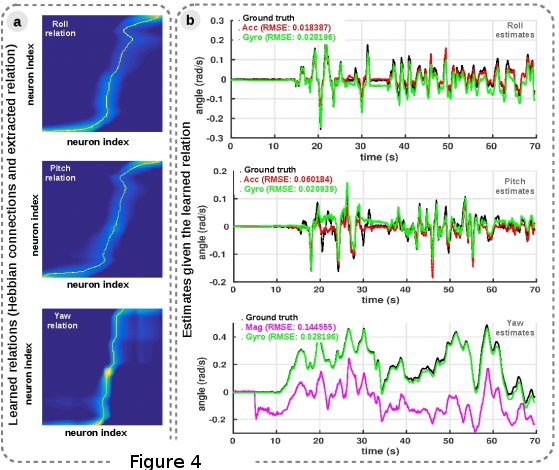 a
Learned relations (Hebbian connections and extracted relation)
Roll
relation
neuron index
neuron index
Pitch
relation
neuron index
neuron index
Yaw
relation
neuron index
neuron index
b
Estimates given the learned relation
. Ground truth
. Acc (RMSE: 0.018387)
. Gyro (RMSE: 0.028196)
Roll
estimates
angle (rad/s)
0.3
0.2
0.1
0
-0.1
-0.2
-0.3
0 10 20 30 40 50 60 70
time (s)
. Ground truth
. Acc (RMSE: 0.060184)
. Gyro (RMSE: 0.020939)
Pitch
estimates
angle (rad/s)
0.2
0.1
0
-0.1
-0.2
0 10 20 30 40 50 60 70
time (s)
. Ground truth
. Mag (RMSE: 0.144555)
. Gyro (RMSE: 0.028196)
Yaw
estimates
angle (rad/s)
0.4
0.2
0
-0.2
0 10 20 30 40 50 60 70
time (s)
Figure 4